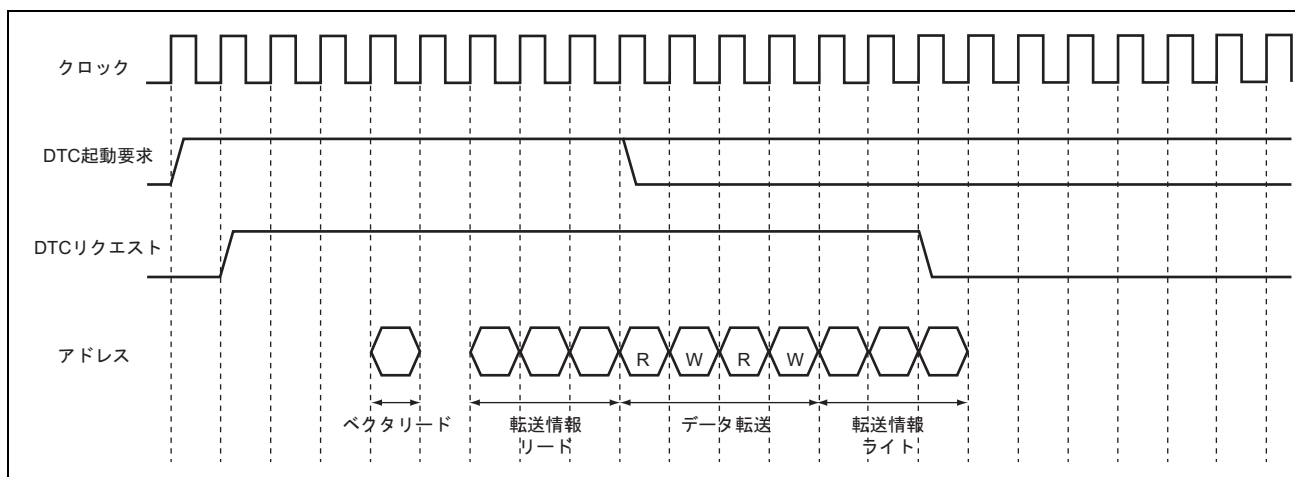 クロック
DTC起動要求
DTCリクエスト
アドレス
R W R W
ベクタリード
転送情報
リード
データ転送
転送情報
ライト